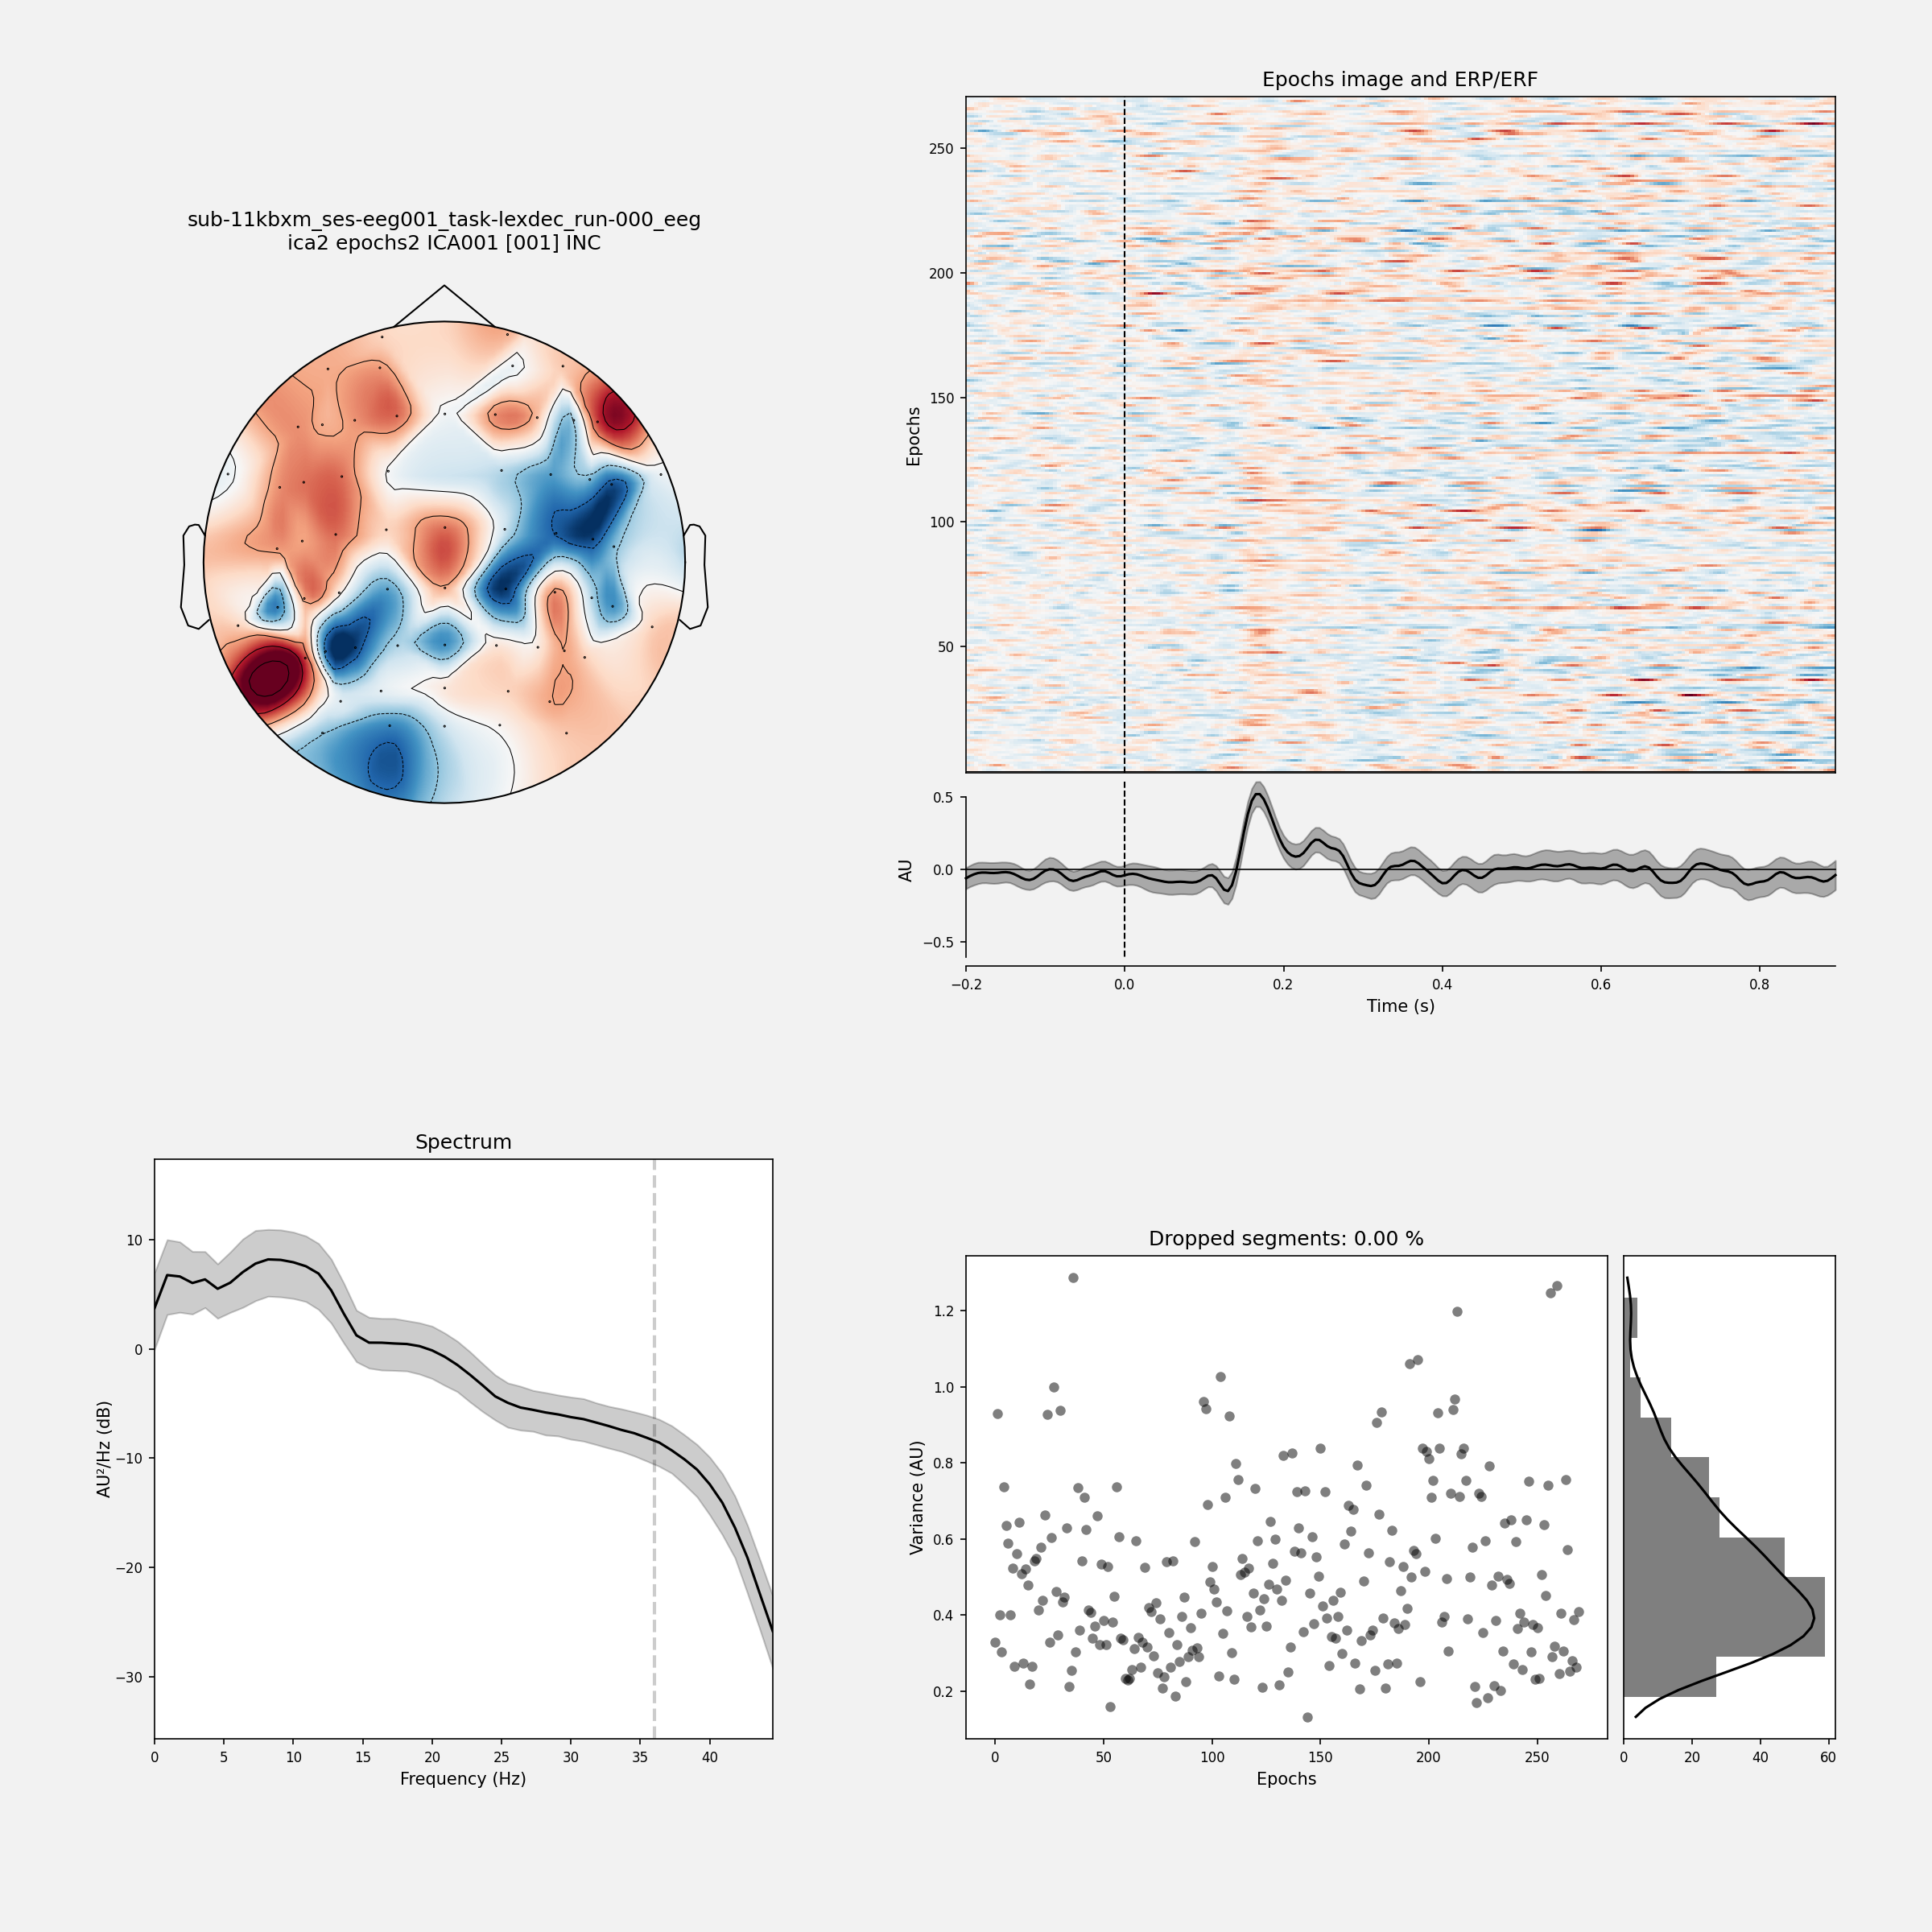 sub-11kbxm_ses-eeg001_task-lexdec_run-000_eeg
ica2 epochs2 ICA001 [001] INC
Epochs image and ERP/ERF
250
200
150
100
50
Epochs
0.5
0.0
−0.5
AU
−0.2 0.0 0.2 0.4 0.6 0.8
Time (s)
Spectrum
10
0
−10
−20
−30
AU²/Hz (dB)
0 5 10 15 20 25 30 35 40
Frequency (Hz)
Dropped segments: 0.00 %
1.2
1.0
0.8
0.6
0.4
0.2
Variance (AU)
0 50 100 150 200 250
Epochs
0 20 40 60